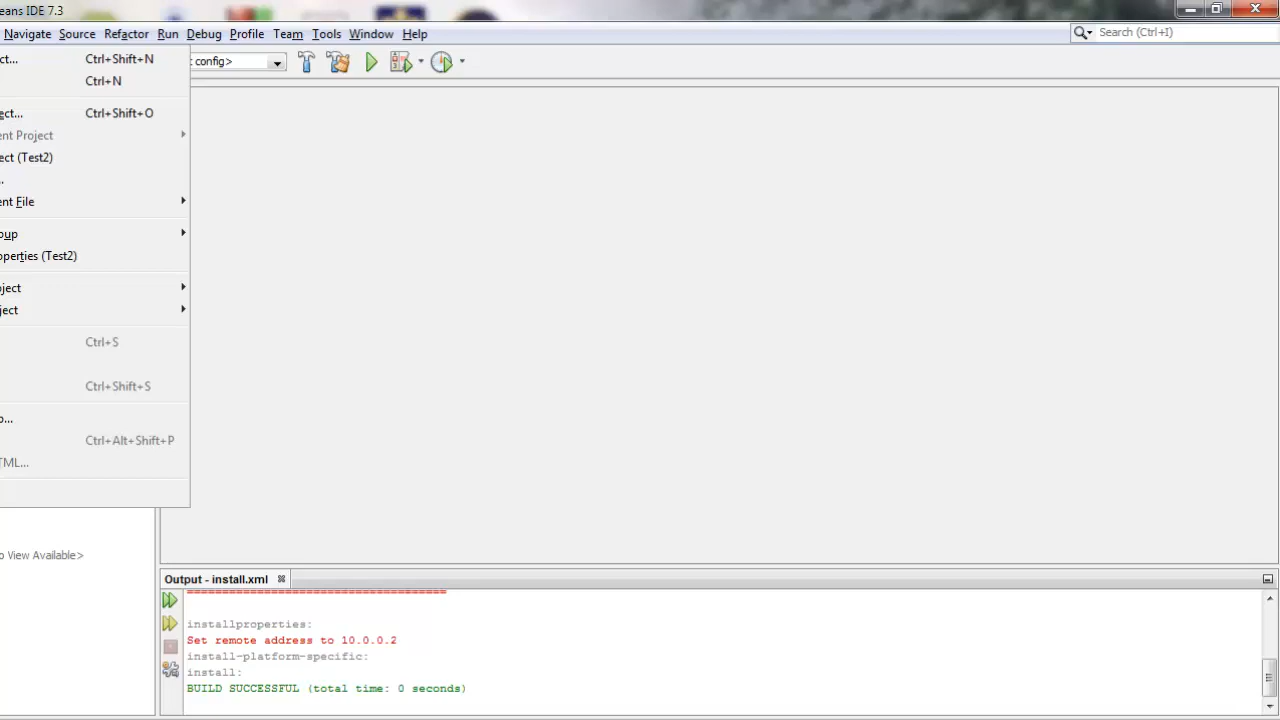 eans IDE 7.3
Navigate Source Refactor Run Debug Profile Team Tools Window Help
Search (Ctrl+I)
ct... Ctrl+Shift+N
Ctrl+N
ect... Ctrl+Shift+O
ent Project
ect (Test2)
..
ent File
oup
operties (Test2)
ject
ject
Ctrl+S
Ctrl+Shift+S
o...
Ctrl+Alt+Shift+P
TML...
t config>
o View Available>
Output - install.xml
=====================================
installproperties:
Set remote address to 10.0.0.2
install-platform-specific:
install:
BUILD SUCCESSFUL (total time: 0 seconds)